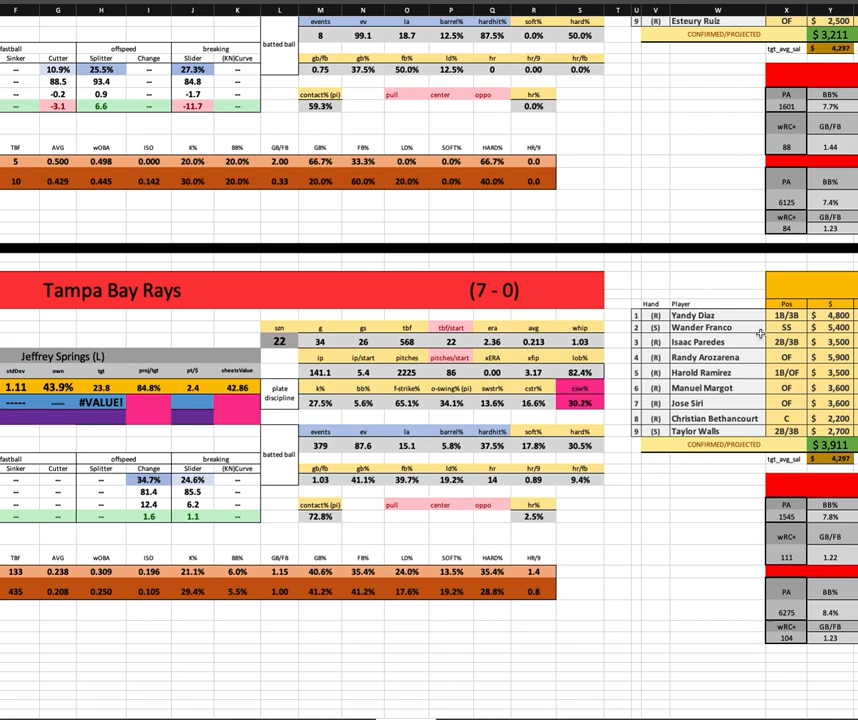 F G H I J K L M N O P Q R S T U V W X Y
events ev la barrel% hardhit% soft% hard% 9 (R) Esteury Ruiz OF $ 2,500
8 99.1 18.7 12.5% 87.5% 0.0% 50.0% CONFIRMED/PROJECTED $ 3,211
fastball offspeed breaking batted ball tgt_avg_sal $ 4,297
Sinker Cutter Splitter Change Slider (KN)Curve gb/fb gb% fb% ld% hr hr/9 hr/fb
-- 10.9% 25.5% -- 27.3% -- 0.75 37.5% 50.0% 12.5% 0 0.00 0.0%
-- 88.5 93.4 -- 84.8 --
-- -0.2 0.9 -- -1.7 -- contact% (pi) pull center oppo hr% PA BB%
-- -3.1 6.6 -- -11.7 -- 59.3% 0.0% 1601 7.7%
wRC+ GB/FB
TBF AVG wOBA ISO K% BB% GB/FB GB% FB% LD% SOFT% HARD% HR/9 88 1.44
5 0.500 0.498 0.000 20.0% 20.0% 2.00 66.7% 33.3% 0.0% 0.0% 66.7% 0.0
10 0.429 0.445 0.142 30.0% 20.0% 0.33 20.0% 60.0% 20.0% 0.0% 40.0% 0.0 PA BB%
6125 7.4%
wRC+ GB/FB
84 1.23
Tampa Bay Rays (7 - 0)
Hand Player Pos $
1 (R) Yandy Diaz 1B/3B $ 4,800
szn g gs tbf tbf/start era avg whip 2 (S) Wander Franco SS $ 5,400
22 34 26 568 22 2.36 0.213 1.03 3 (R) Isaac Paredes 2B/3B $ 3,500
Jeffrey Springs (L) ip ip/start pitches pitches/start xERA xfip lob% 4 (R) Randy Arozarena OF $ 5,900
stdDev own tgt proj/tgt pt/$ sheetsValue 141.1 5.4 2225 86 0.00 3.17 82.4% 5 (R) Harold Ramirez 1B/OF $ 3,500
1.11 43.9% 23.8 84.8% 2.4 42.86 plate discipline k% bb% f-strike% o-swing% (pi) swstr% cstr% csw% 6 (R) Manuel Margot OF $ 3,600
----- ----- #VALUE! 27.5% 5.6% 65.1% 34.1% 13.6% 16.6% 30.2% 7 (R) Jose Siri OF $ 3,600
8 (R) Christian Bethancourt C $ 2,200
events ev la barrel% hardhit% soft% hard% 9 (S) Taylor Walls 2B/3B $ 2,700
379 87.6 15.1 5.8% 37.5% 17.8% 30.5% CONFIRMED/PROJECTED $ 3,911
fastball offspeed breaking batted ball tgt_avg_sal $ 4,297
Sinker Cutter Splitter Change Slider (KN)Curve gb/fb gb% fb% ld% hr hr/9 hr/fb
-- -- -- 34.7% 24.6% -- 1.03 41.1% 39.7% 19.2% 14 0.89 9.4%
-- -- -- 81.4 85.5 --
-- -- -- 12.4 6.2 -- contact% (pi) pull center oppo hr% PA BB%
-- -- -- 1.6 1.1 -- 72.8% 2.5% 1545 7.8%
wRC+ GB/FB
TBF AVG wOBA ISO K% BB% GB/FB GB% FB% LD% SOFT% HARD% HR/9 111 1.22
133 0.238 0.309 0.196 21.1% 6.0% 1.15 40.6% 35.4% 24.0% 13.5% 35.4% 1.4
435 0.208 0.250 0.105 29.4% 5.5% 1.00 41.2% 41.2% 17.6% 19.2% 28.8% 0.8 PA BB%
6275 8.4%
wRC+ GB/FB
104 1.23